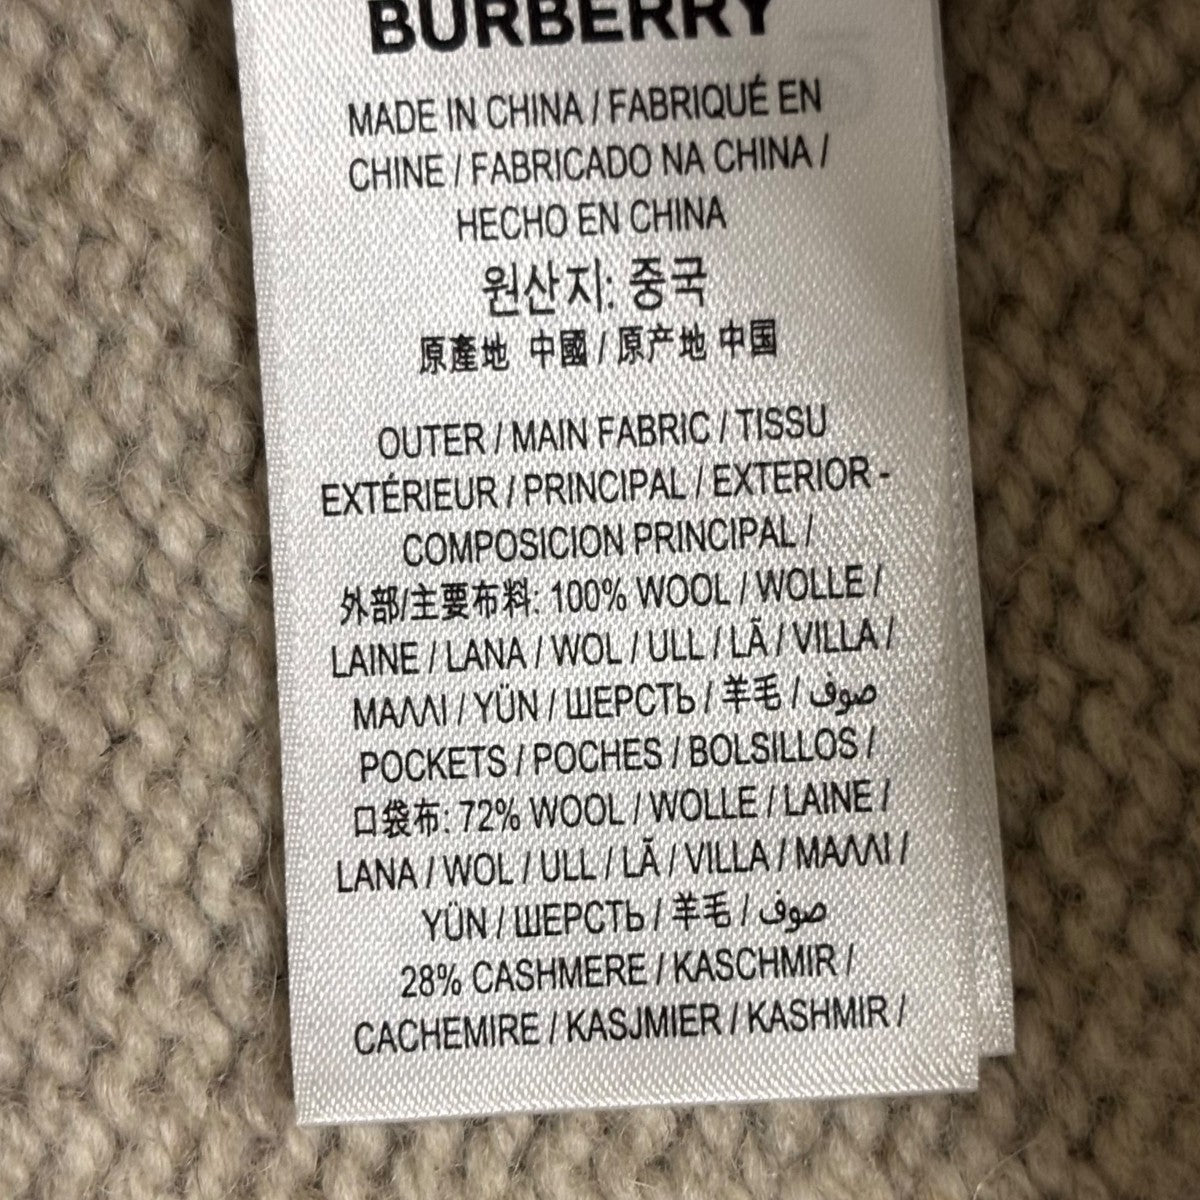 BURBERRY
MADE IN CHINA / FABRIQUÉ EN
CHINE / FABRICADO NA CHINA /
HECHO EN CHINA
원산지: 중국
原產地 中國 / 原产地 中国
OUTER / MAIN FABRIC / TISSU
EXTÉRIEUR / PRINCIPAL / EXTERIOR -
COMPOSICION PRINCIPAL /
外部/主要布料: 100% WOOL / WOLLE /
LAINE / LANA / WOL / ULL / LÃ / VILLA /
ΜΑΛΛΙ / YÜN / ШЕРСТЬ / 羊毛 / صوف
POCKETS / POCHES / BOLSILLOS /
口袋布: 72% WOOL / WOLLE / LAINE /
LANA / WOL / ULL / LÃ / VILLA / ΜΑΛΛΙ /
YÜN / ШЕРСТЬ / 羊毛 / صوف
28% CASHMERE / KASCHMIR /
CACHEMIRE / KASJMIER / KASHMIR /